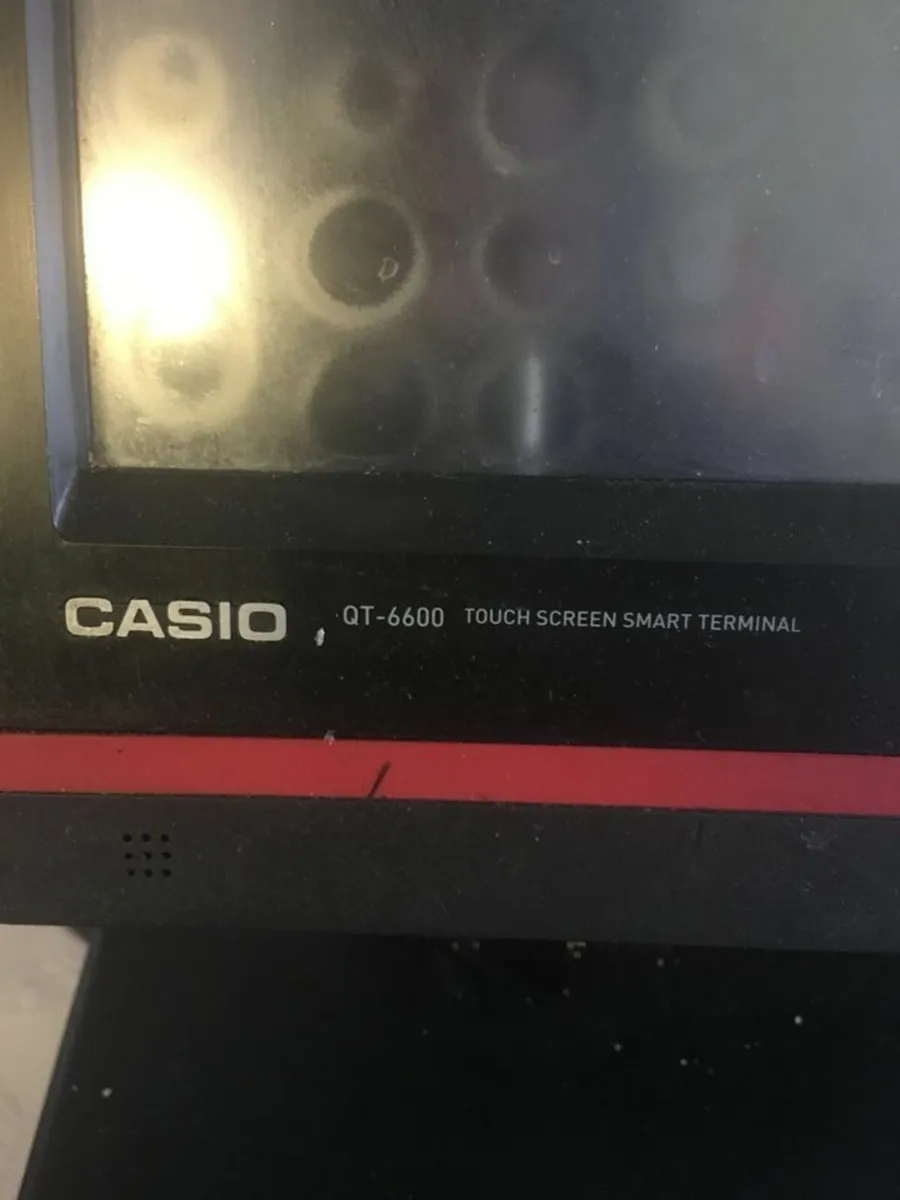 CASIO QT-6600 TOUCH SCREEN SMART TERMINAL